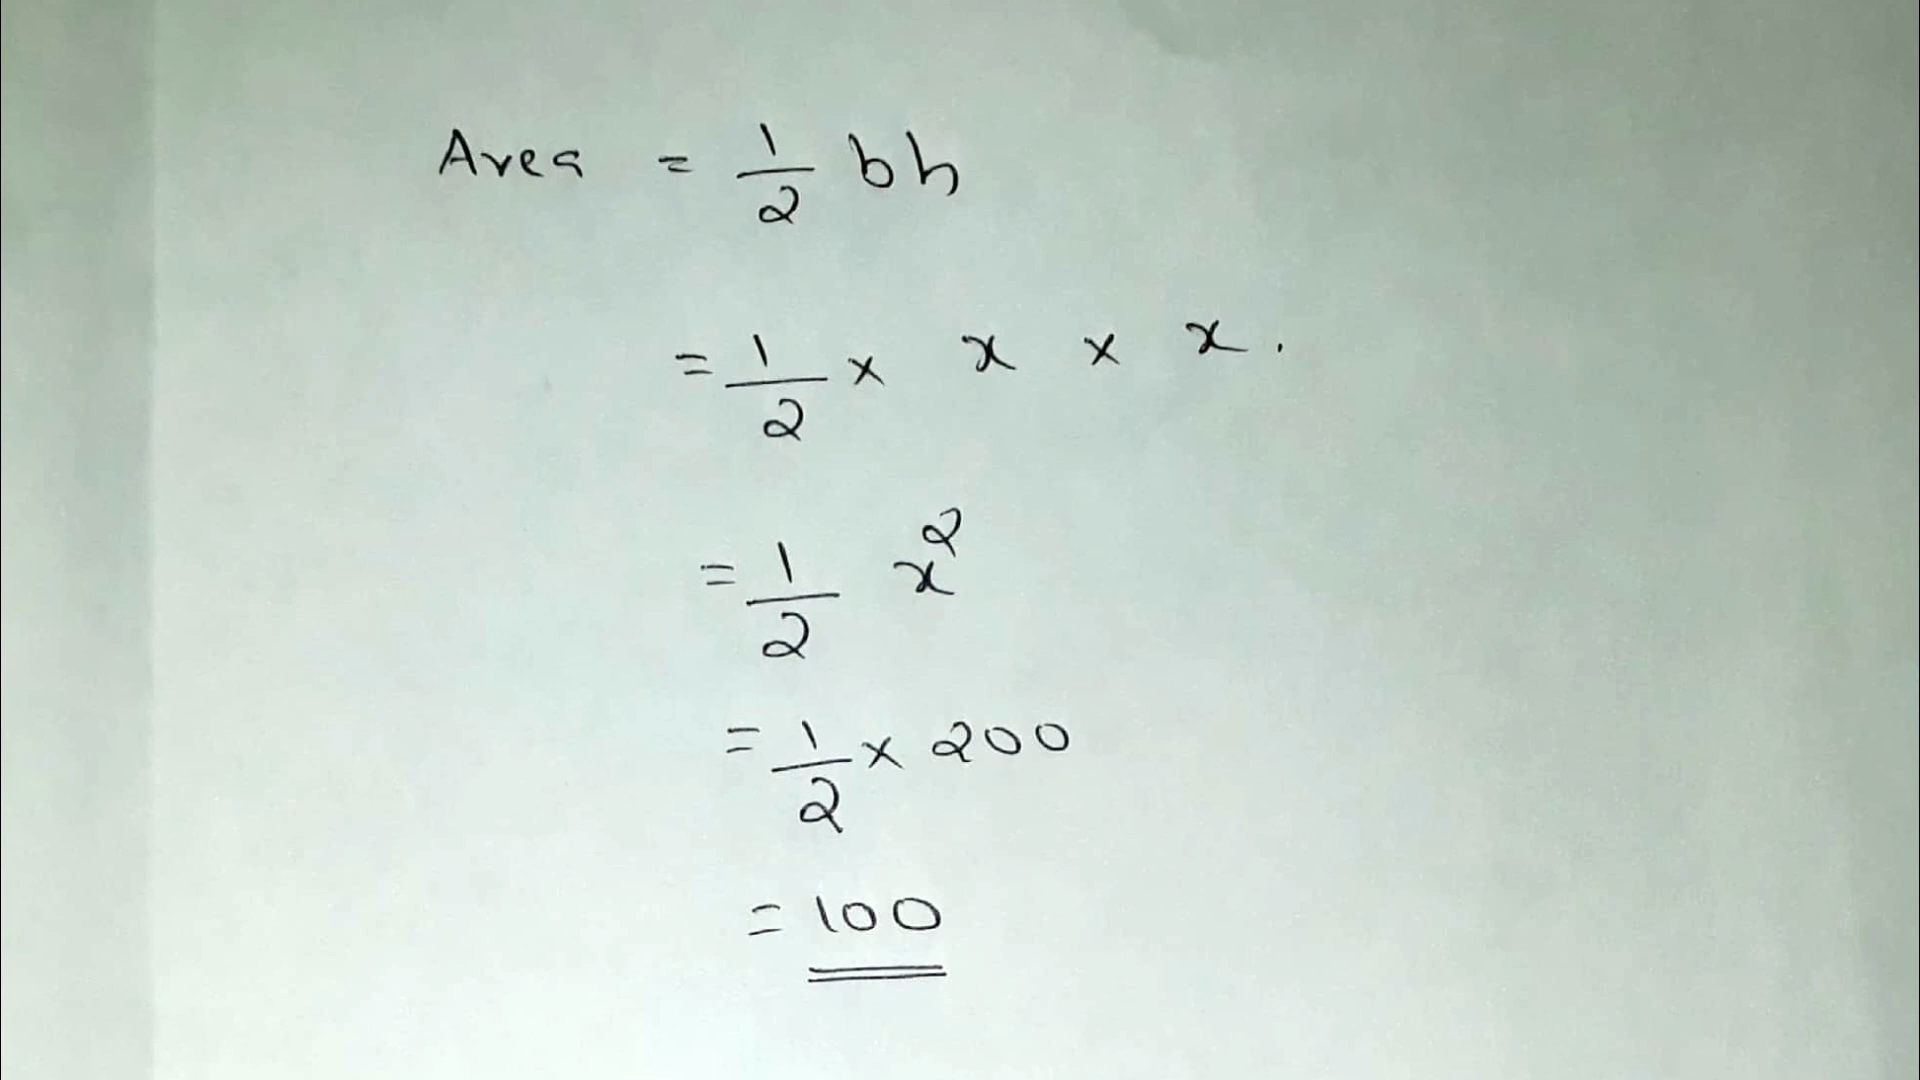 Area = 1/2 bh
= 1/2 × x × x.
= 1/2 x²
= 1/2 × 200
= 100